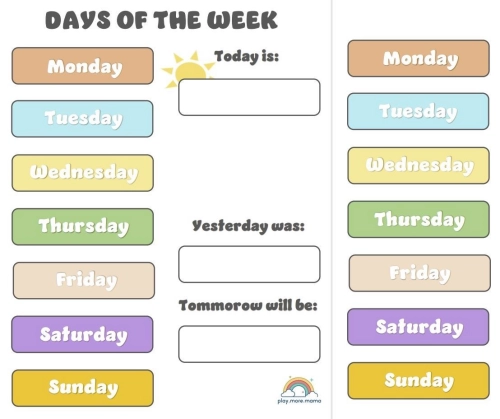 DAYS OF THE WEEK
Monday
Tuesday
Wednesday
Thursday
Friday
Saturday
Sunday
Today is:
Yesterday was:
Tommorow will be:
play.more.mama
Monday
Tuesday
Wednesday
Thursday
Friday
Saturday
Sunday